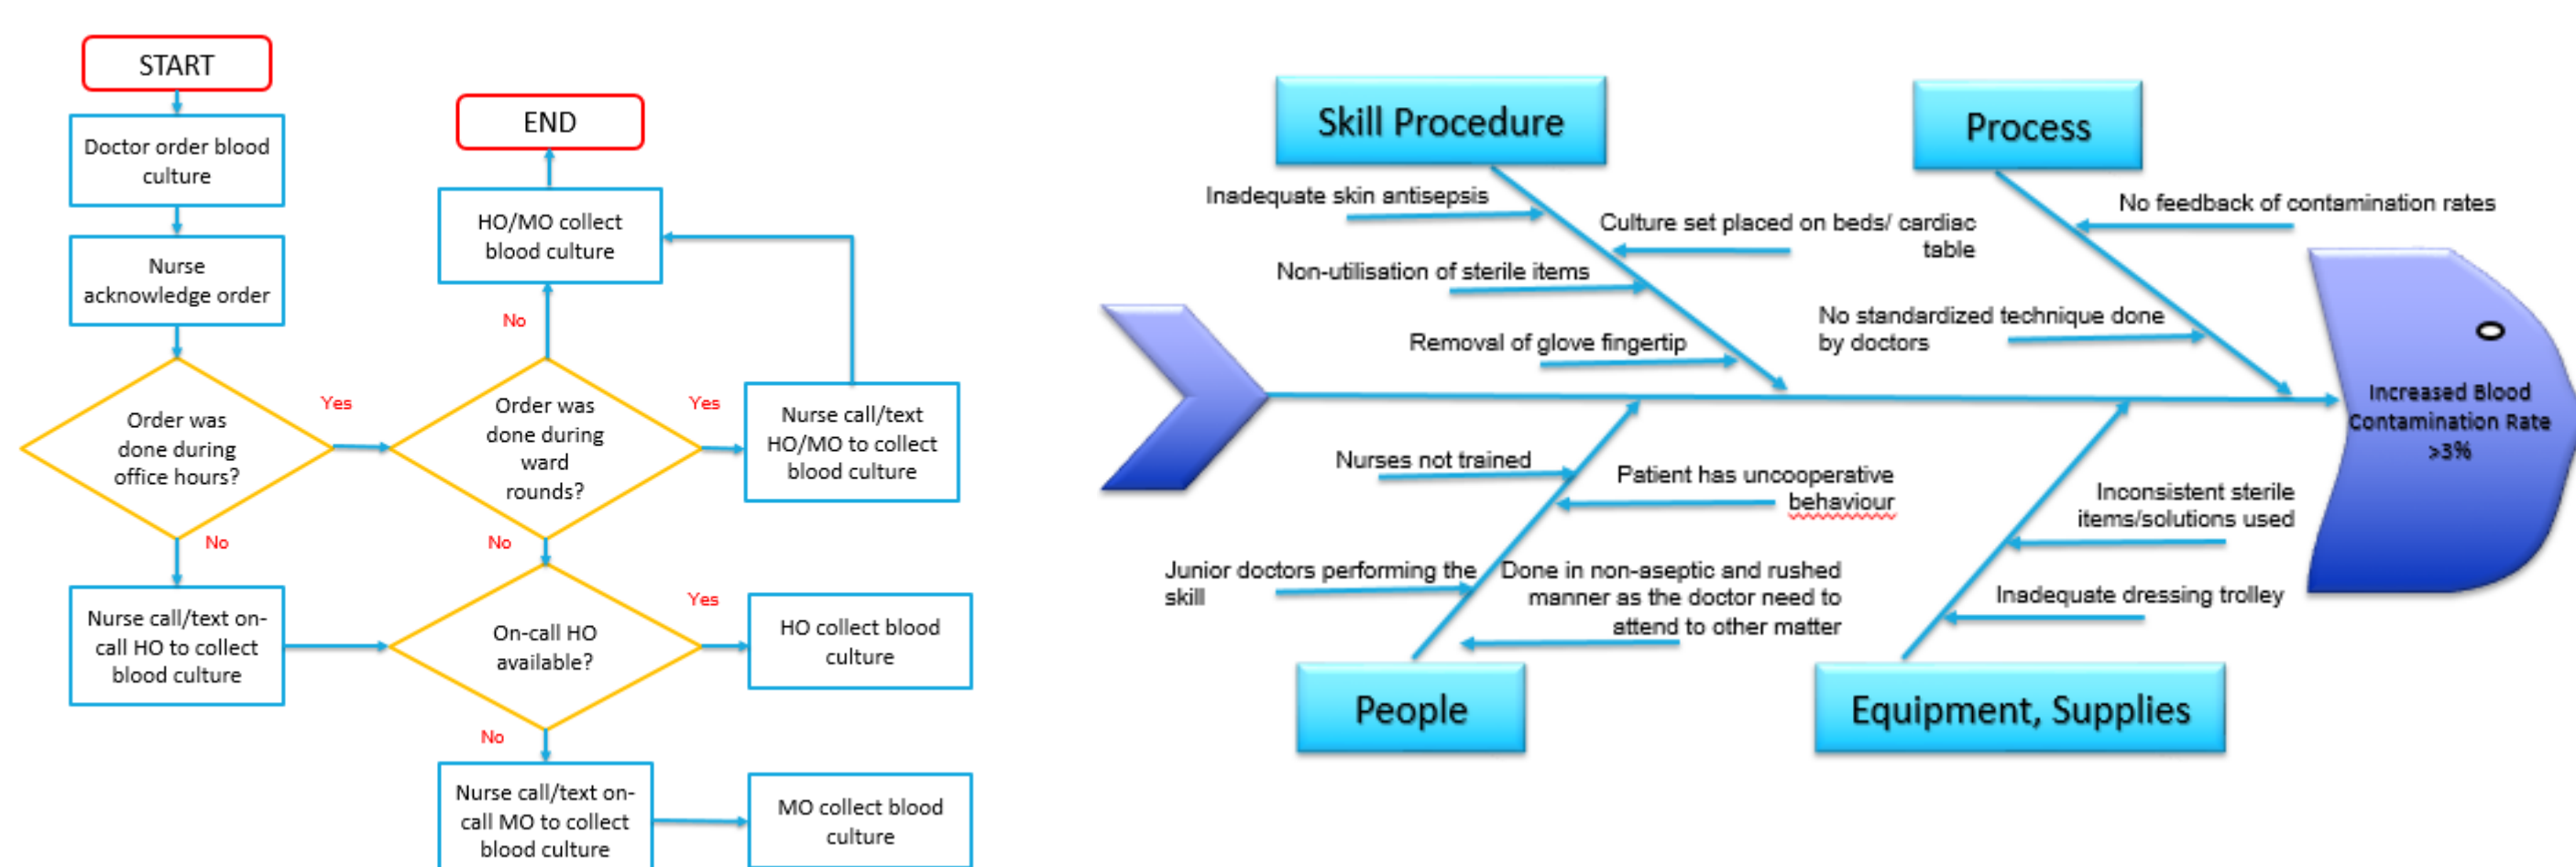 START
Doctor order blood
culture
Nurse
acknowledge order
Order was
done during
office hours?
Yes
No
Nurse call/text on-
call HO to collect
blood culture
END
HO/MO collect
blood culture
No
Order was
done during
ward
rounds?
Yes
Nurse call/text
HO/MO to collect
blood culture
No
On-call HO
available?
Yes
HO collect blood
culture
No
Nurse call/text on-
call MO to collect
blood culture
MO collect blood
culture
Skill Procedure
Inadequate skin antisepsis
Culture set placed on beds/ cardiac
table
Non-utilisation of sterile items
Removal of glove fingertip
Process
No feedback of contamination rates
No standardized technique done
by doctors
Increased Blood
Contamination Rate
>3%
Nurses not trained
Patient has uncooperative
behaviour
Junior doctors performing the
skill
Done in non-aseptic and rushed
manner as the doctor need to
attend to other matter
People
Inconsistent sterile
items/solutions used
Inadequate dressing trolley
Equipment, Supplies